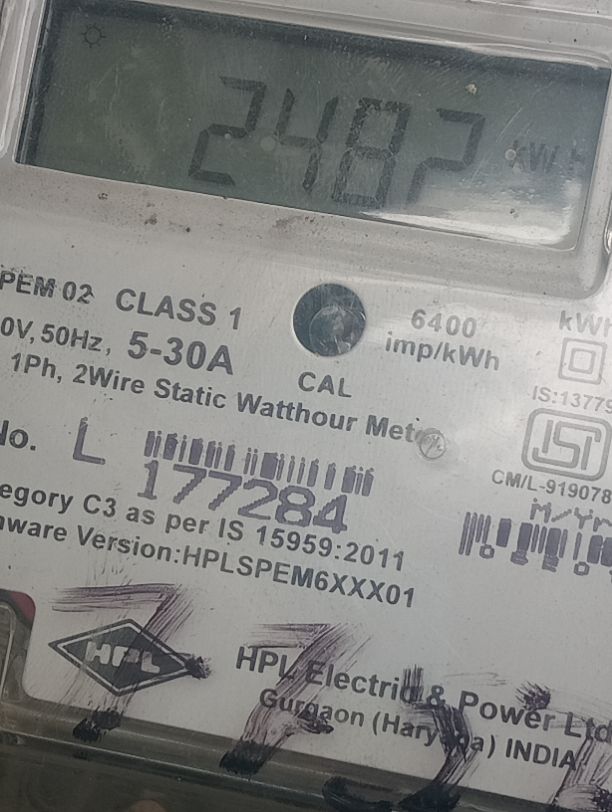 2482 kWh
PEM 02 CLASS 1
6400
imp/kWh
0V, 50Hz, 5-30A
CAL
1Ph, 2Wire Static Watthour
IS:13779
ISI
CM/L-919078
No. L
177284
M/Yr
egory C3 as per IS 15959:2011
ware Version:HPLSPEM6XXX01
HPL
HPL Electric & Power Ltd
Gurgaon (Haryana) INDIA